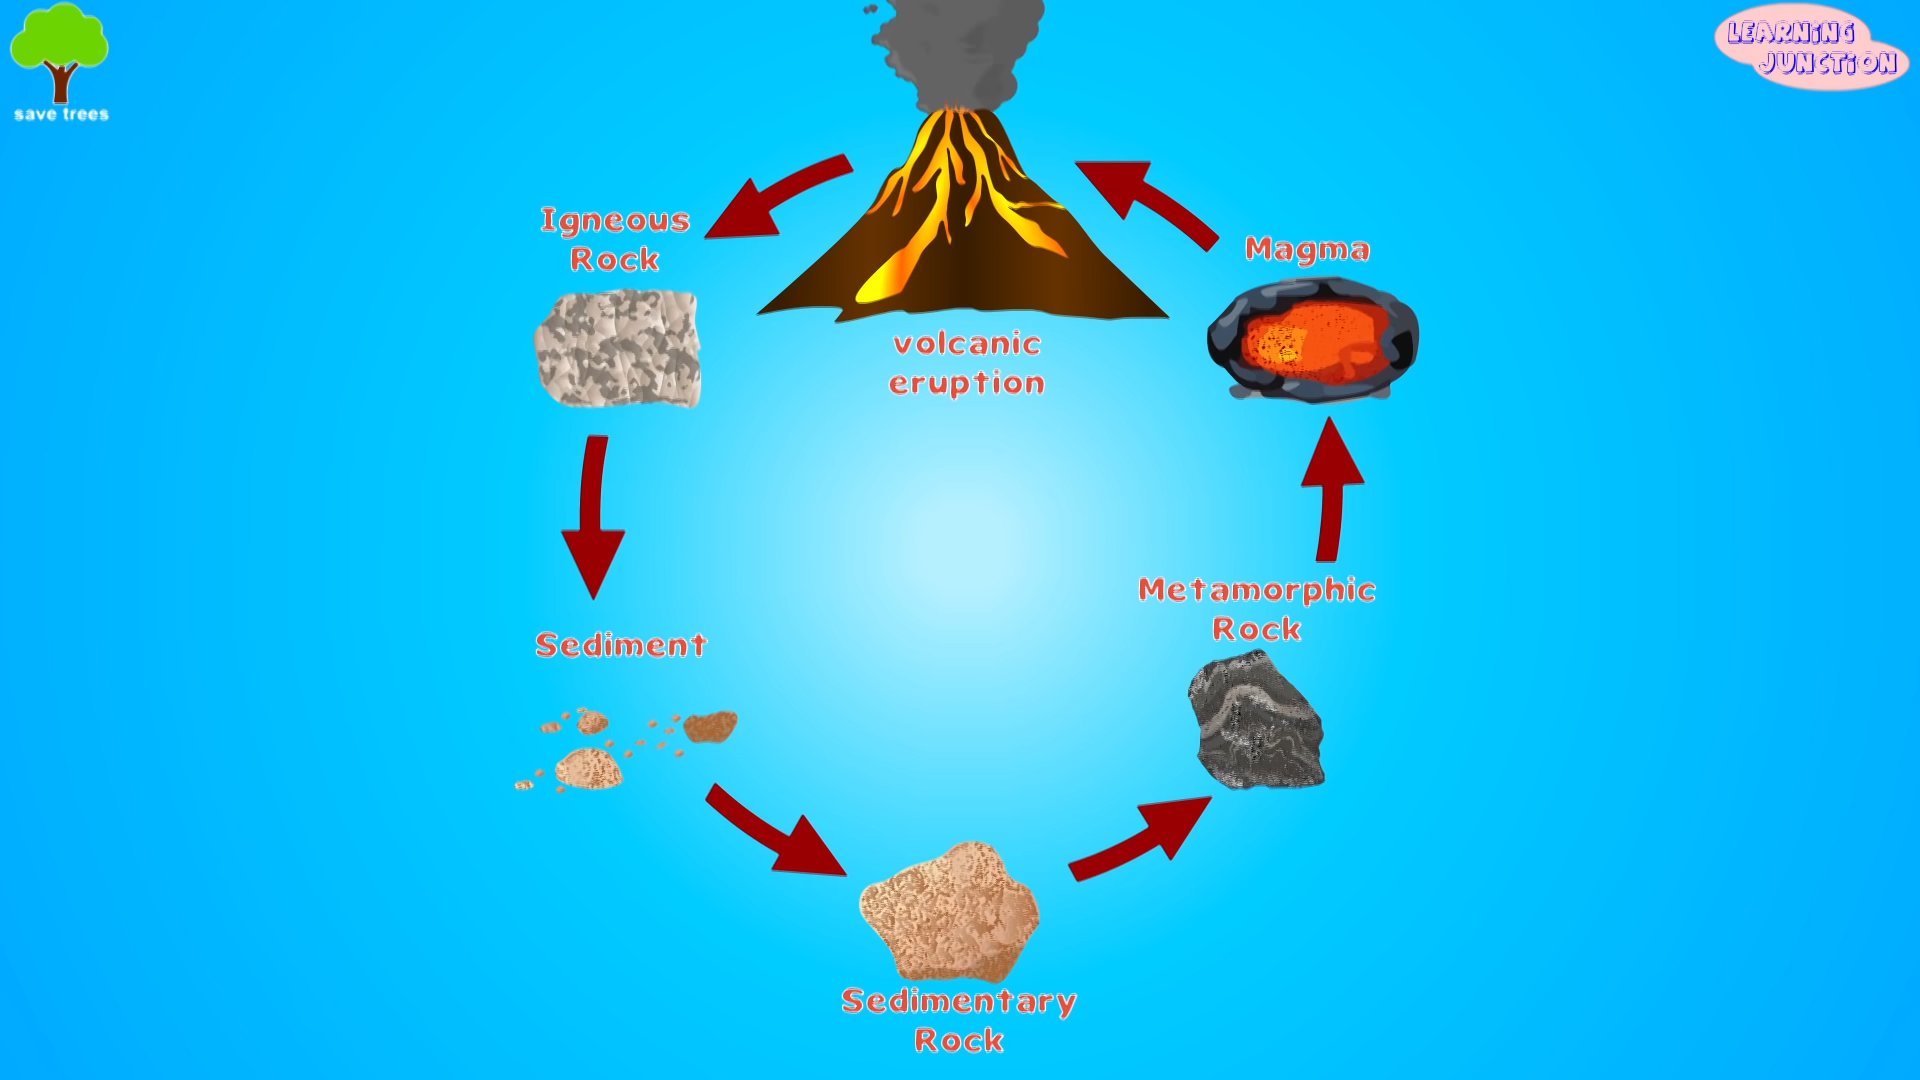 save trees
LEARNING
JUNCTION
Igneous
Rock
volcanic
eruption
Magma
Sediment
Metamorphic
Rock
Sedimentary
Rock